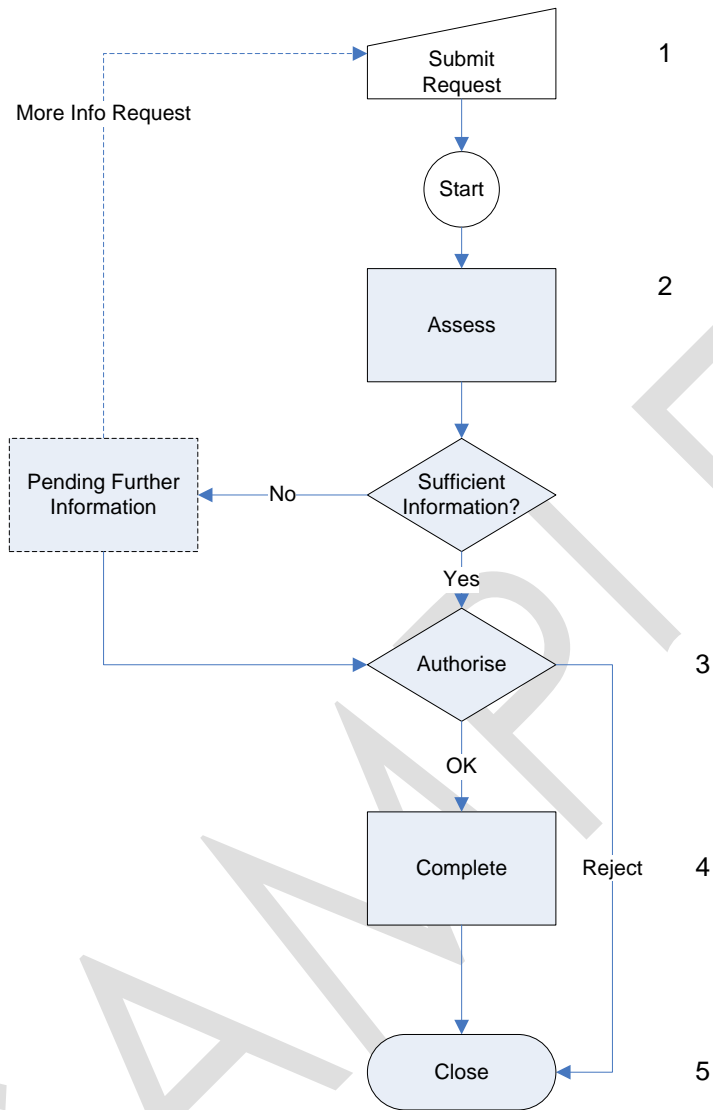 Submit
Request
1
More Info Request
Start
2
Assess
Pending Further
Information
No
Sufficient
Information?
Yes
Authorise
3
OK
Complete
Reject
4
Close
5